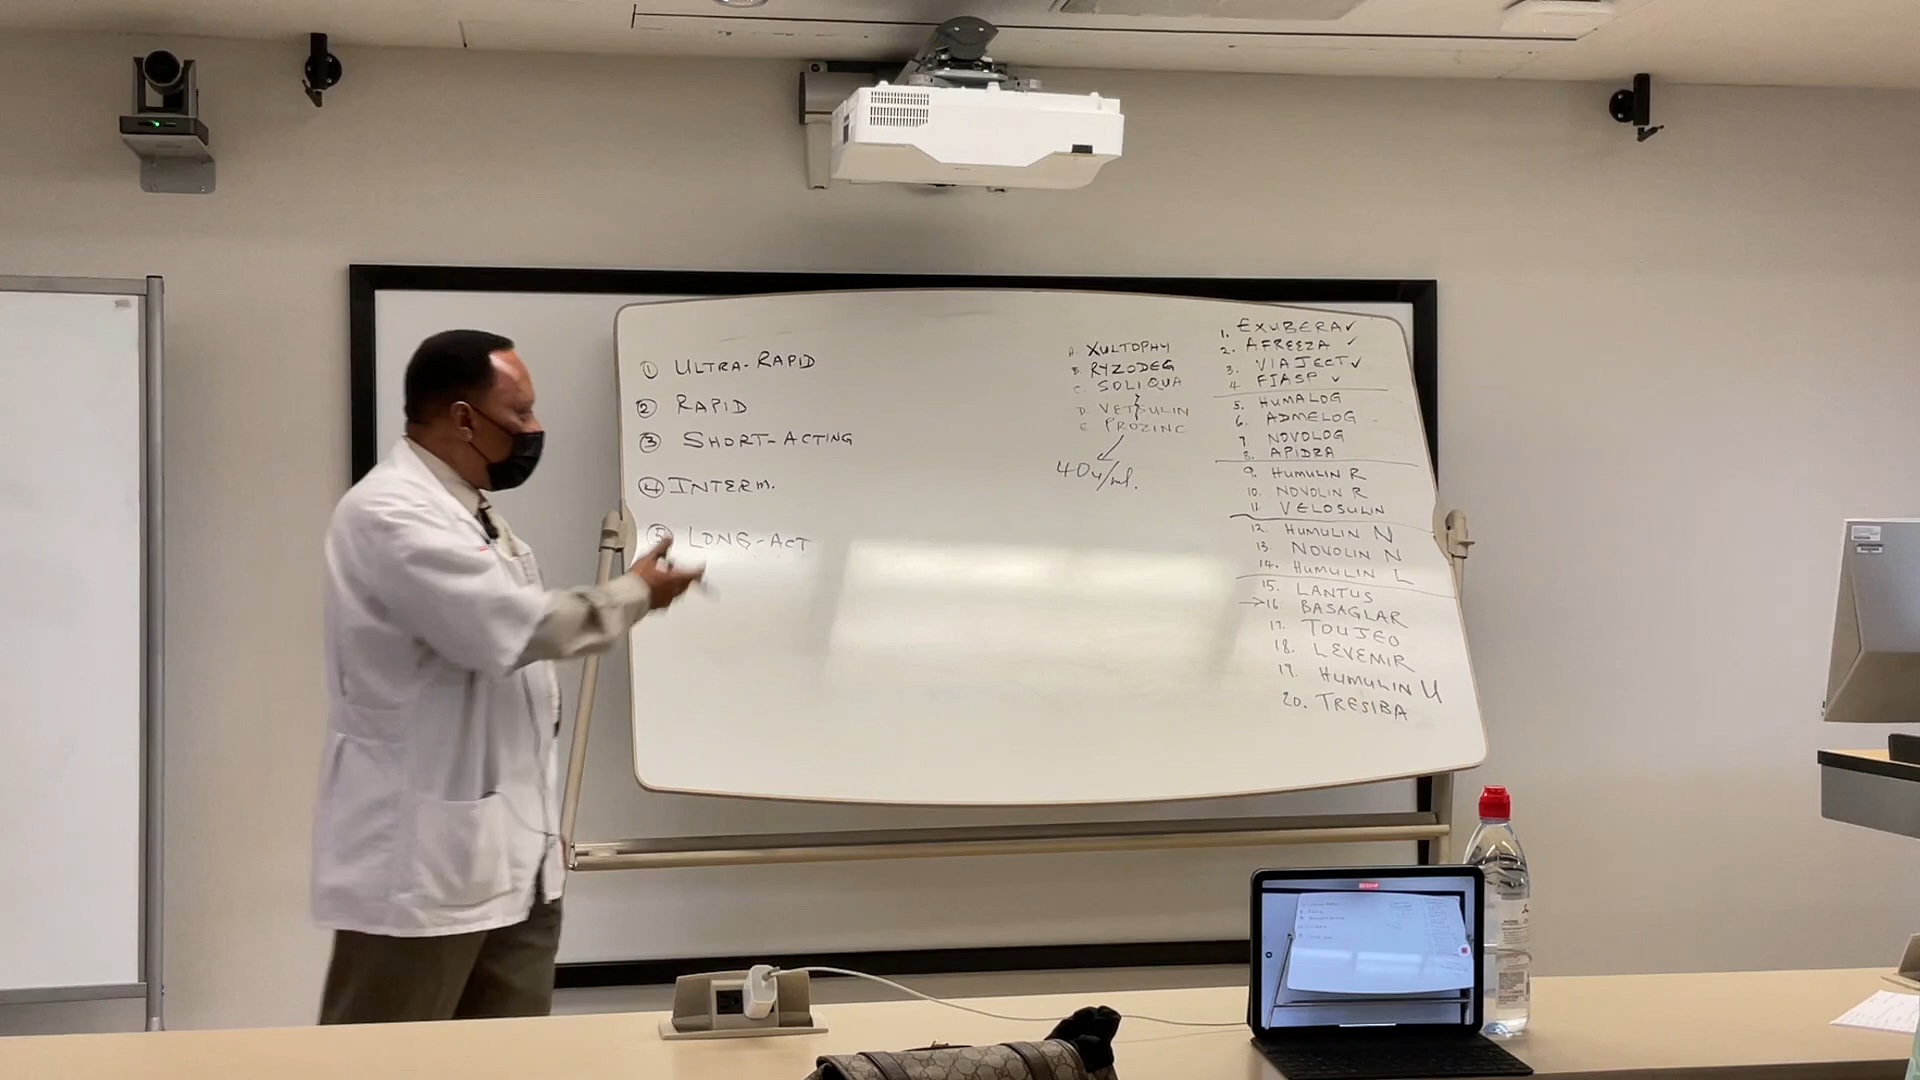 ① ULTRA-RAPID
② RAPID
③ SHORT-ACTING
④ INTERM.
⑤ LONG-ACT
A. XULTOPHY
B. RYZODEG
C. SOLIQUA
D. VETSULIN
E. PROZINC
40u/ml.
1. EXUBERA ✓
2. AFREEZA ✓
3. VIAJECT ✓
4. FIASP ✓
5. HUMALOG
6. ADMELOG
7. NOVOLOG
8. APIDRA
9. HUMULIN R
10. NOVOLIN R
11. VELOSULIN
12. HUMULIN N
13. NOVOLIN N
14. HUMULIN L
15. LANTUS
→16. BASAGLAR
17. TOUJEO
18. LEVEMIR
19. HUMULIN U
20. TRESIBA